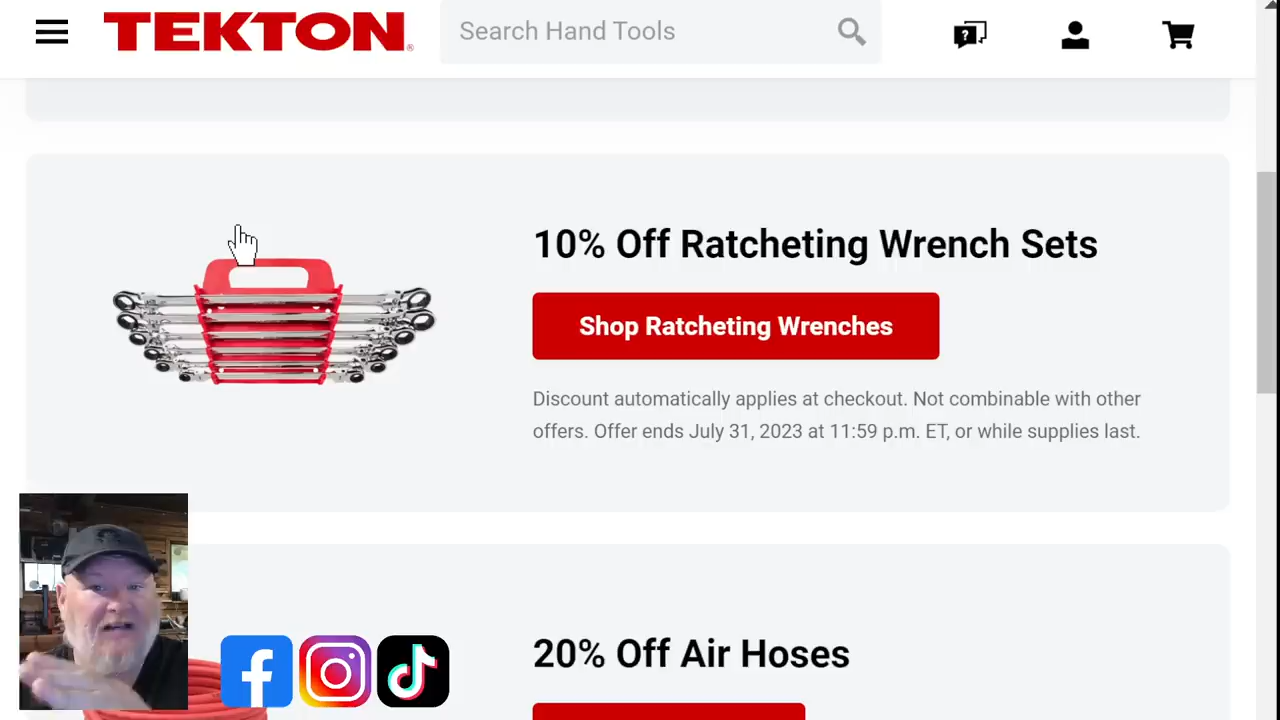 TEKTON®
Search Hand Tools
?
10% Off Ratcheting Wrench Sets
Shop Ratcheting Wrenches
Discount automatically applies at checkout. Not combinable with other
offers. Offer ends July 31, 2023 at 11:59 p.m. ET, or while supplies last.
20% Off Air Hoses